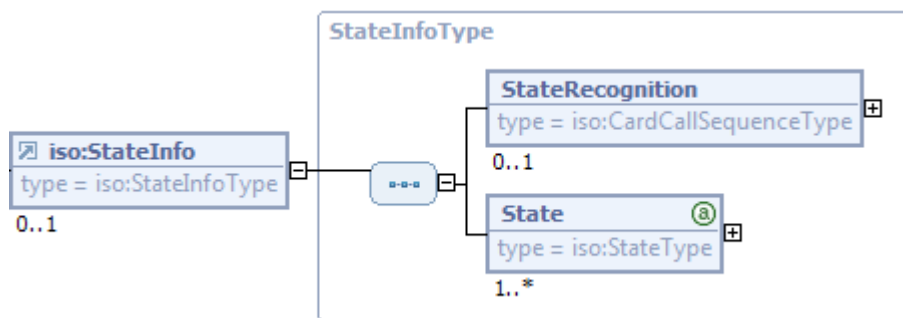 StateInfoType
StateRecognition
type = iso:CardCallSequenceType
0..1
iso:StateInfo
type = iso:StateInfoType
0..1
State a
type = iso:StateType
1..*